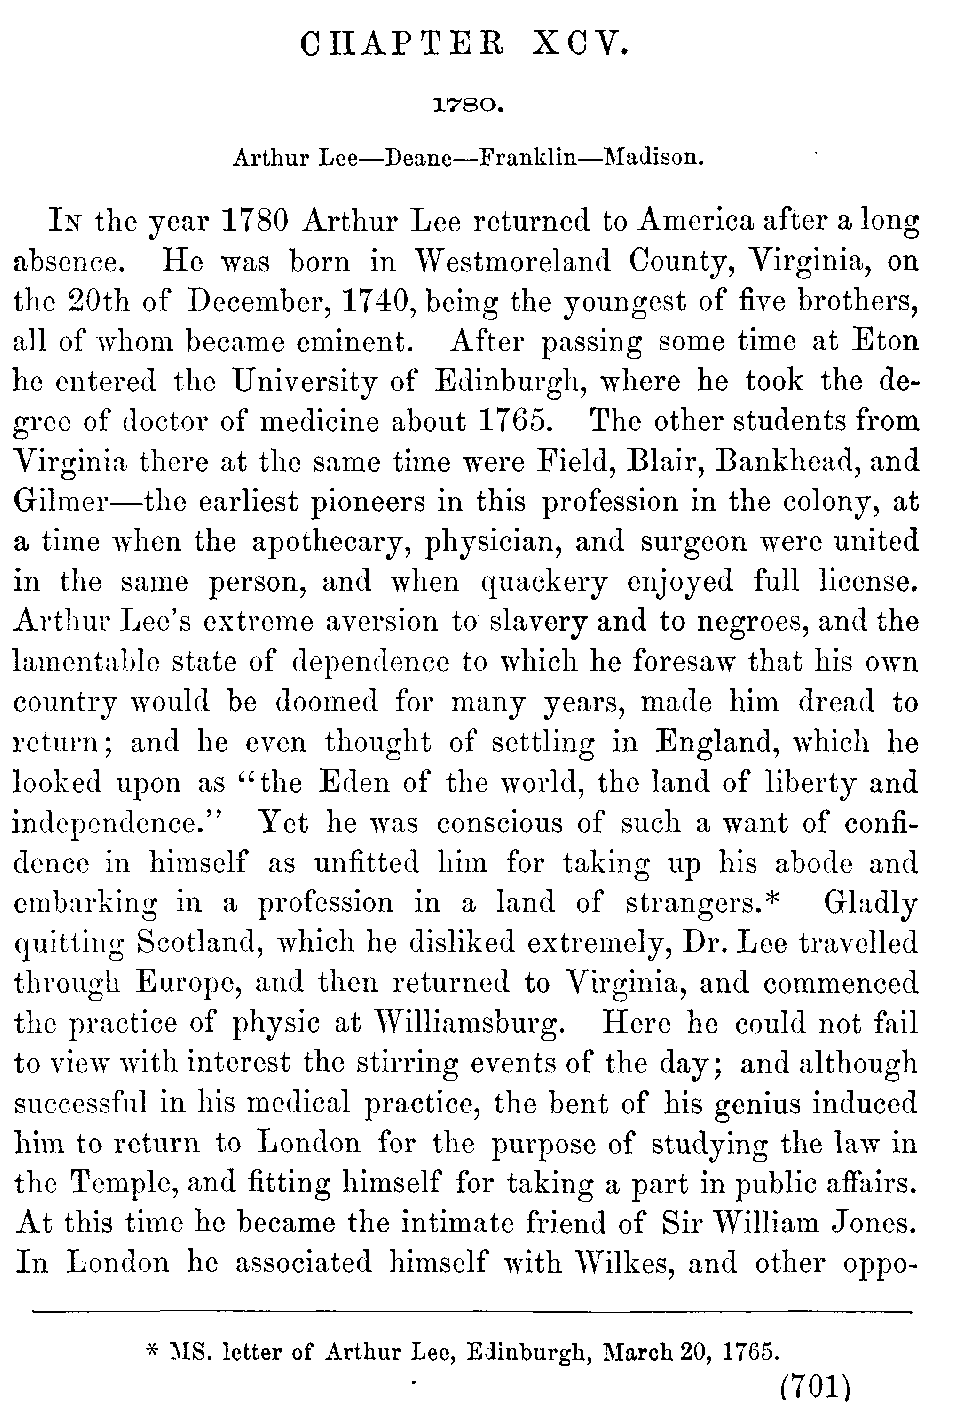 CHAPTER XCV.
1780.
Arthur Lee—Deane—Franklin—Madison.
In the year 1780 Arthur Lee returned to America after a long
absence. He was born in Westmoreland County, Virginia, on
the 20th of December, 1740, being the youngest of five brothers,
all of whom became eminent. After passing some time at Eton
he entered the University of Edinburgh, where he took the de-
gree of doctor of medicine about 1765. The other students from
Virginia there at the same time were Field, Blair, Bankhead, and
Gilmer—the earliest pioneers in this profession in the colony, at
a time when the apothecary, physician, and surgeon were united
in the same person, and when quackery enjoyed full license.
Arthur Lee's extreme aversion to slavery and to negroes, and the
lamentable state of dependence to which he foresaw that his own
country would be doomed for many years, made him dread to
return; and he even thought of settling in England, which he
looked upon as "the Eden of the world, the land of liberty and
independence." Yet he was conscious of such a want of confi-
dence in himself as unfitted him for taking up his abode and
embarking in a profession in a land of strangers.* Gladly
quitting Scotland, which he disliked extremely, Dr. Lee travelled
through Europe, and then returned to Virginia, and commenced
the practice of physic at Williamsburg. Here he could not fail
to view with interest the stirring events of the day; and although
successful in his medical practice, the bent of his genius induced
him to return to London for the purpose of studying the law in
the Temple, and fitting himself for taking a part in public affairs.
At this time he became the intimate friend of Sir William Jones.
In London he associated himself with Wilkes, and other oppo-
* MS. letter of Arthur Lee, Edinburgh, March 20, 1765.
(701)